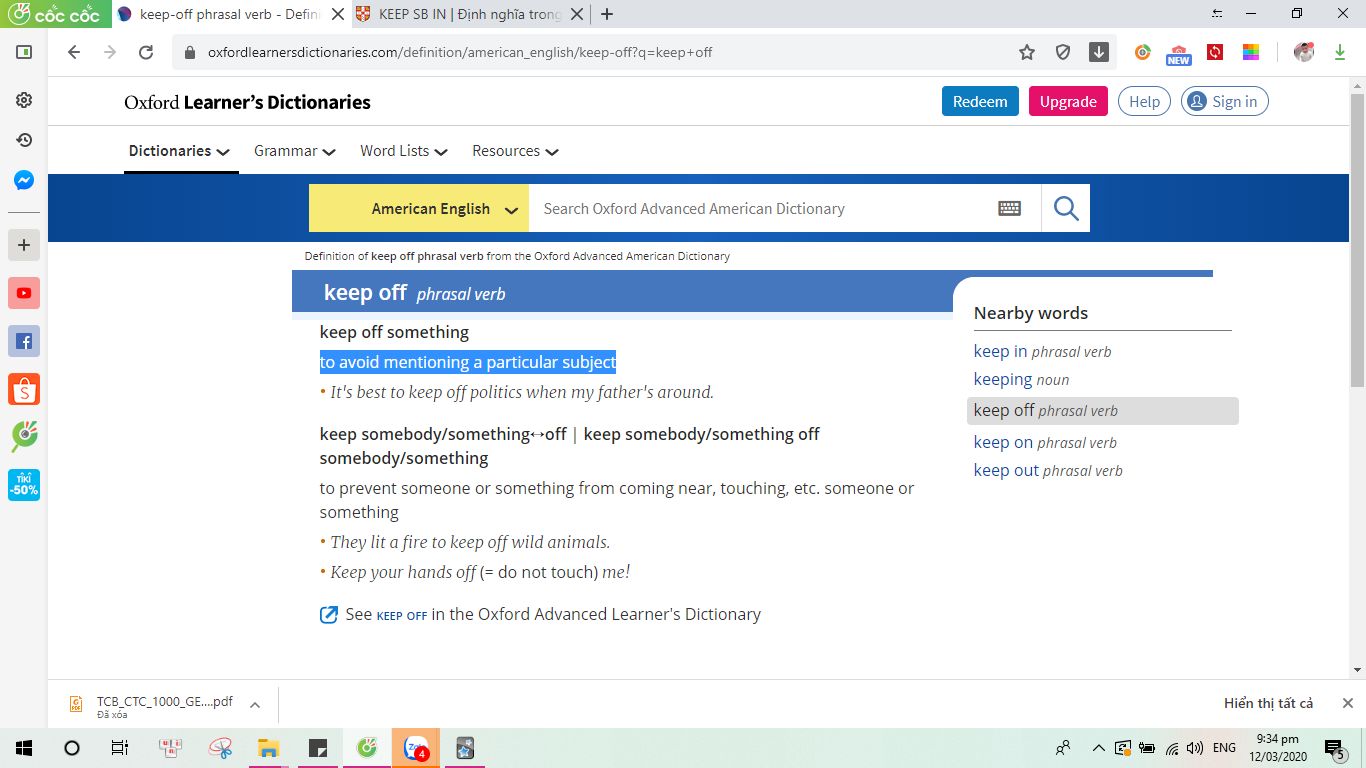 cốc cốc
keep-off phrasal verb - Defini
KEEP SB IN | Định nghĩa trong
oxfordlearnersdictionaries.com/definition/american_english/keep-off?q=keep+off
NEW
Oxford Learner's Dictionaries
Redeem
Upgrade
Help
Sign in
Dictionaries
Grammar
Word Lists
Resources
American English
Search Oxford Advanced American Dictionary
Definition of keep off phrasal verb from the Oxford Advanced American Dictionary
keep off phrasal verb
keep off something
to avoid mentioning a particular subject
• It's best to keep off politics when my father's around.
keep somebody/something↔off | keep somebody/something off
somebody/something
to prevent someone or something from coming near, touching, etc. someone or
something
• They lit a fire to keep off wild animals.
• Keep your hands off (= do not touch) me!
See KEEP OFF in the Oxford Advanced Learner's Dictionary
Nearby words
keep in phrasal verb
keeping noun
keep off phrasal verb
keep on phrasal verb
keep out phrasal verb
TIKI
-50%
TCB_CTC_1000_GE....pdf
Đã xóa
Hiển thị tất cả
4
ENG
9:34 pm
12/03/2020
5